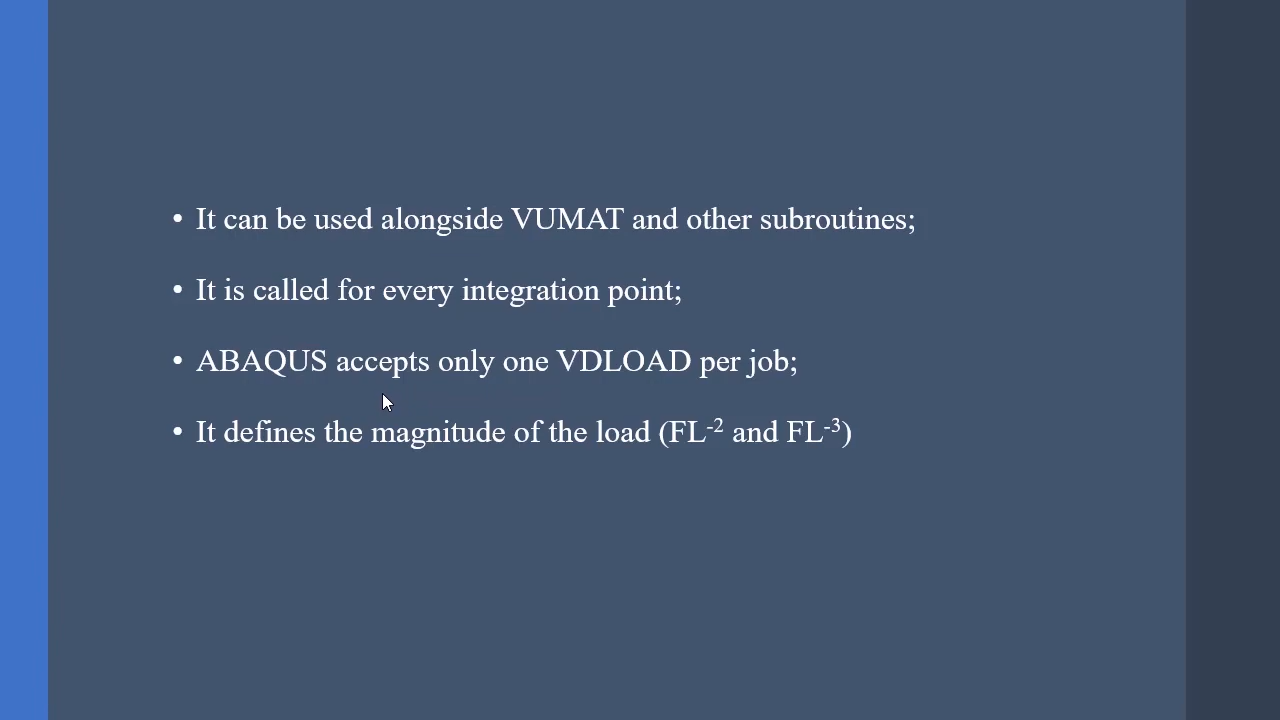 • It can be used alongside VUMAT and other subroutines;
• It is called for every integration point;
• ABAQUS accepts only one VDLOAD per job;
• It defines the magnitude of the load (FL⁻² and FL⁻³)